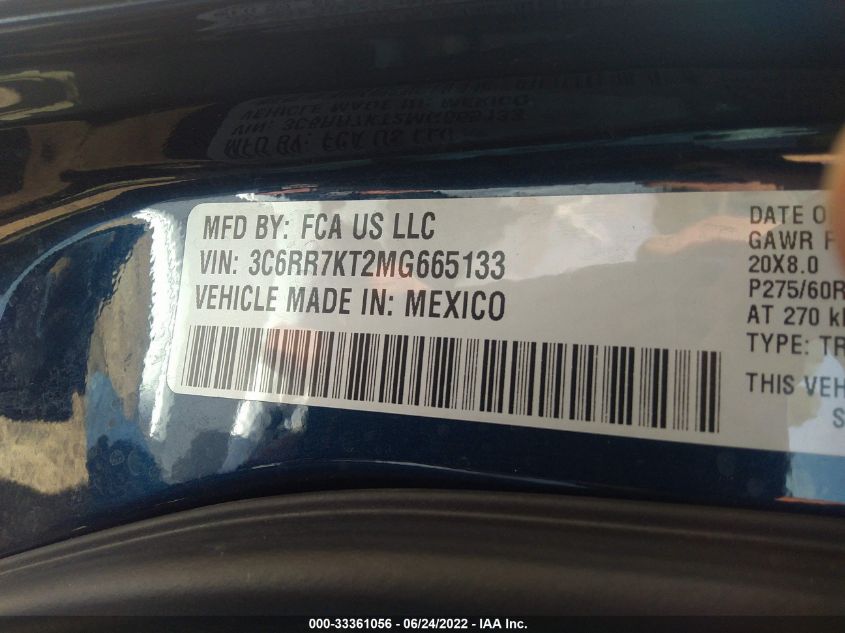 MFD BY: FCA US LLC
VIN: 3C6RR7KT2MG665133
VEHICLE MADE IN: MEXICO
DATE O
GAWR F
20X8.0
P275/60R
AT 270 k
TYPE: TR
THIS VEH
S
000-33361056 - 06/24/2022 - IAA Inc.